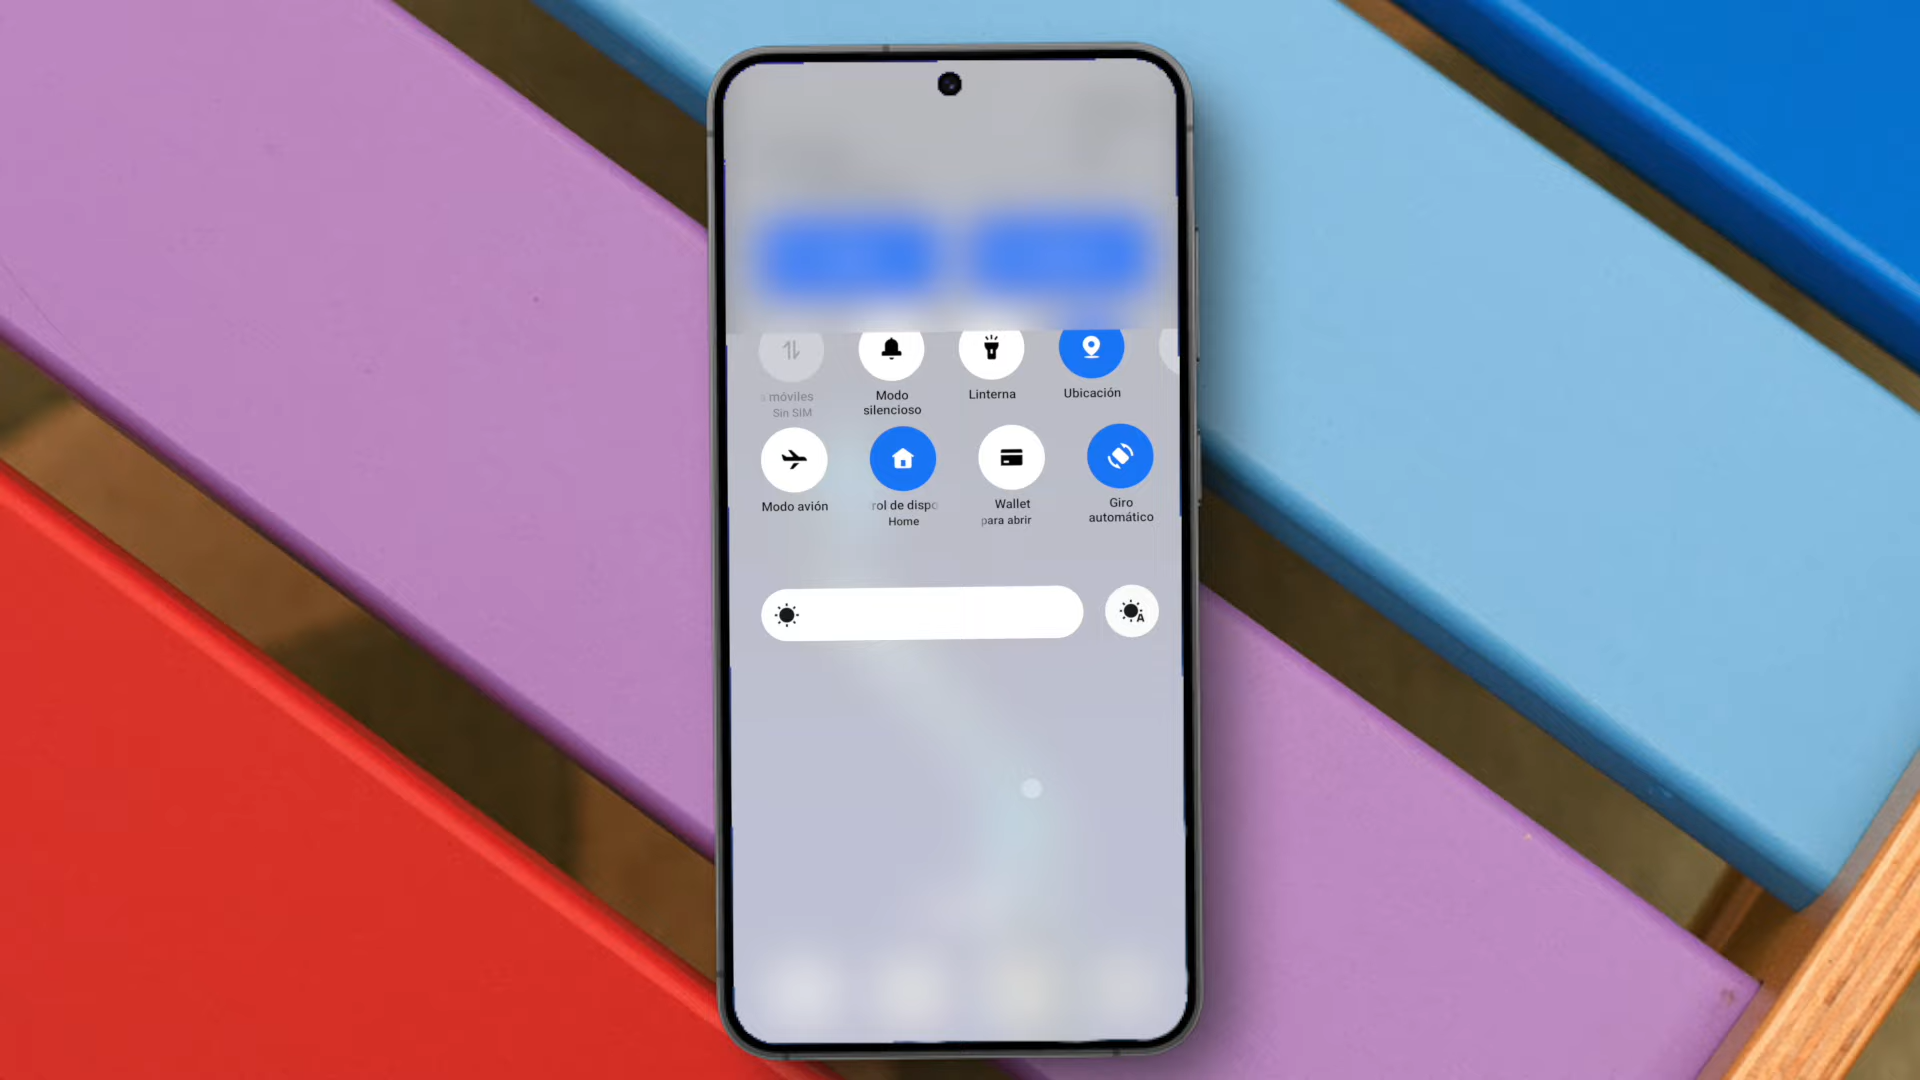 móviles
Sin SIM
Modo
silencioso
Linterna
Ubicación
Modo avión
rol de dispo
Home
Wallet
para abrir
Giro
automático
A